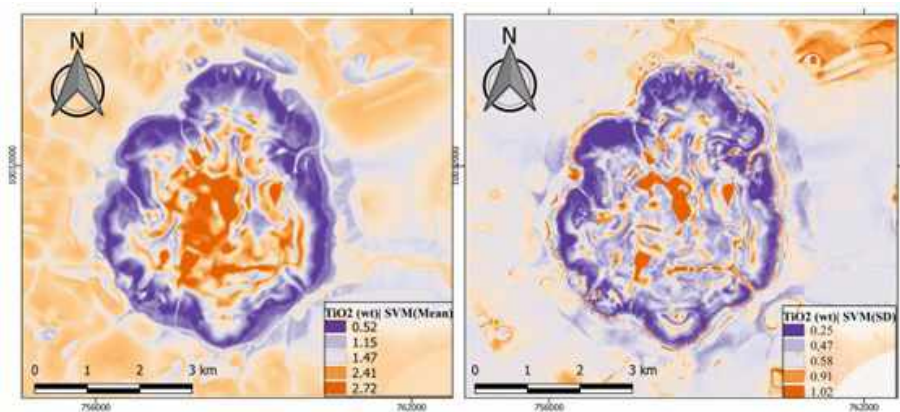 N
TiO2 (wt)| SVM(Mean)
0.52
1.15
1.47
2.41
2.72
0 1 2 3 km
756000 762000
N
TiO2 (wt)| SVM(SD)
0.25
0.47
0.58
0.91
1.02
0 1 2 3 km
756000 762000